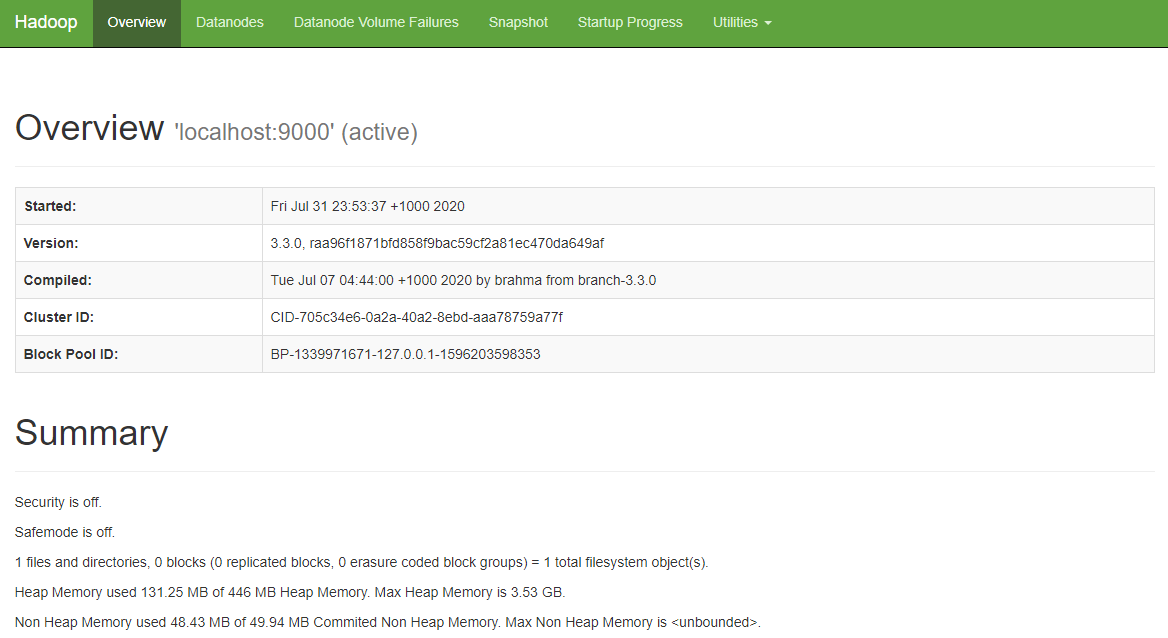 Hadoop Overview Datanodes Datanode Volume Failures Snapshot Startup Progress Utilities
Overview 'localhost:9000' (active)
Started: Fri Jul 31 23:53:37 +1000 2020
Version: 3.3.0, raa96f1871bfd858f9bac59cf2a81ec470da649af
Compiled: Tue Jul 07 04:44:00 +1000 2020 by brahma from branch-3.3.0
Cluster ID: CID-705c34e6-0a2a-40a2-8ebd-aaa78759a77f
Block Pool ID: BP-1339971671-127.0.0.1-1596203598353
Summary
Security is off.
Safemode is off.
1 files and directories, 0 blocks (0 replicated blocks, 0 erasure coded block groups) = 1 total filesystem object(s).
Heap Memory used 131.25 MB of 446 MB Heap Memory. Max Heap Memory is 3.53 GB.
Non Heap Memory used 48.43 MB of 49.94 MB Commited Non Heap Memory. Max Non Heap Memory is <unbounded>.